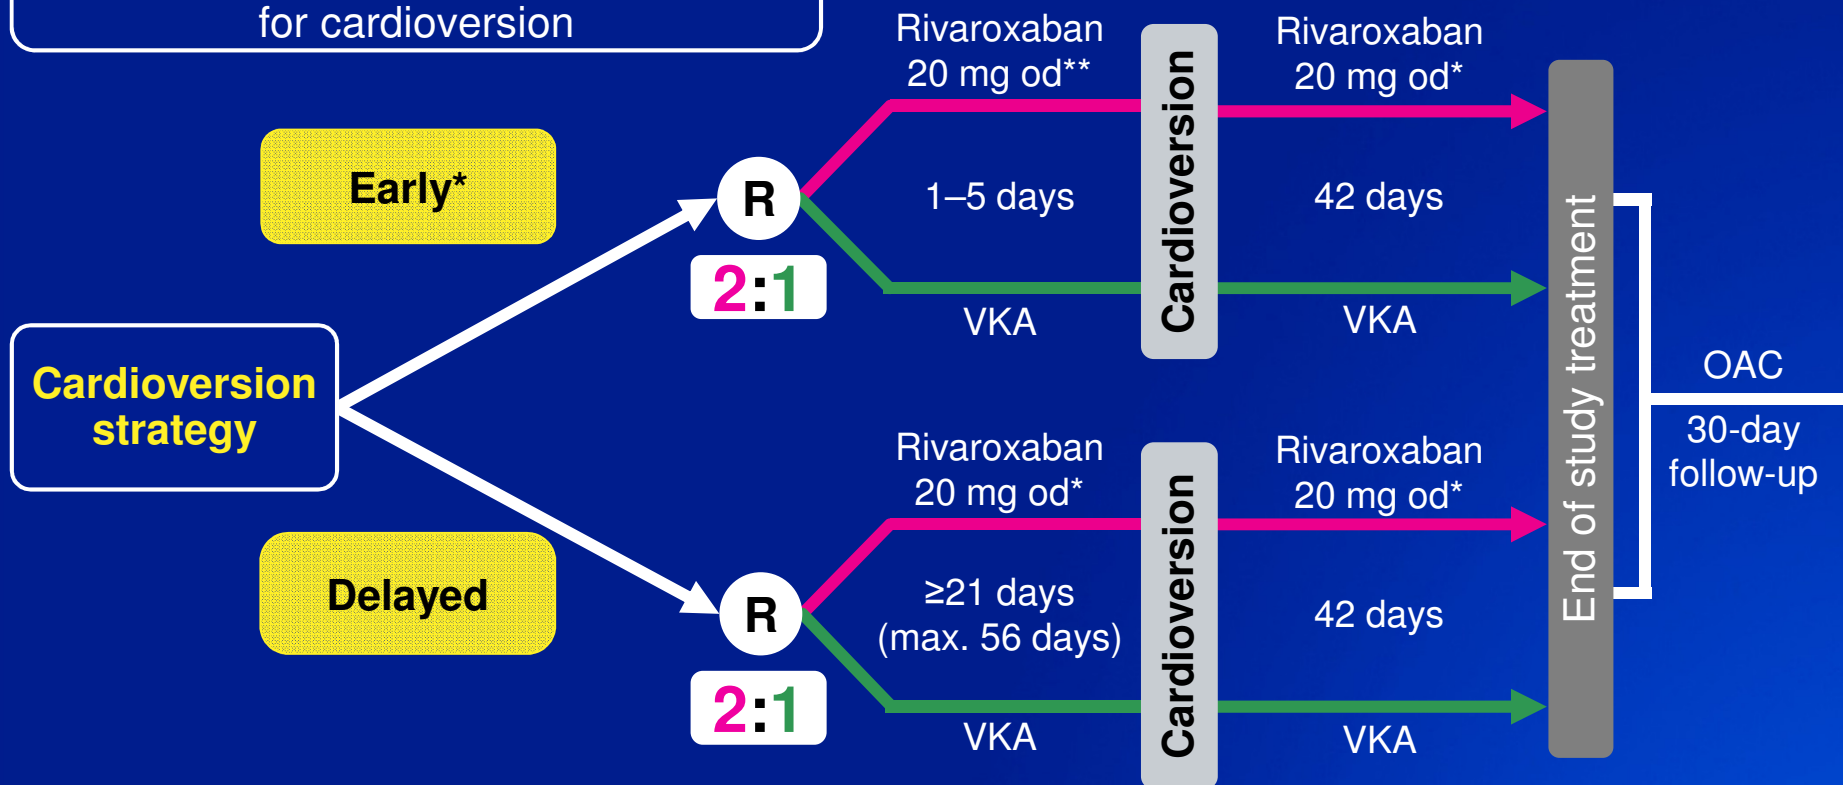 for cardioversion
Rivaroxaban
20 mg od**
Rivaroxaban
20 mg od*
Early*
R
2:1
1–5 days
42 days
VKA
VKA
Cardioversion
Cardioversion
strategy
End of study treatment
OAC
30-day
follow-up
Rivaroxaban
20 mg od*
Rivaroxaban
20 mg od*
Delayed
R
2:1
≥21 days
(max. 56 days)
42 days
VKA
VKA
Cardioversion